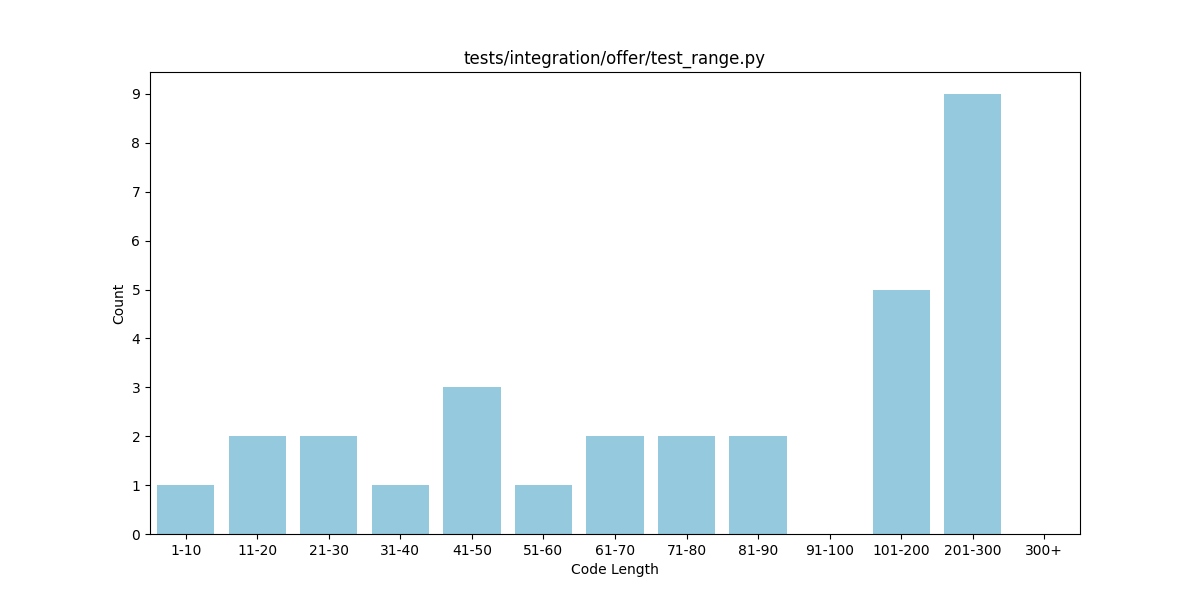 tests/integration/offer/test_range.py
9
8
7
6
5
4
3
2
1
0
Count
1-10 11-20 21-30 31-40 41-50 51-60 61-70 71-80 81-90 91-100 101-200 201-300 300+
Code Length